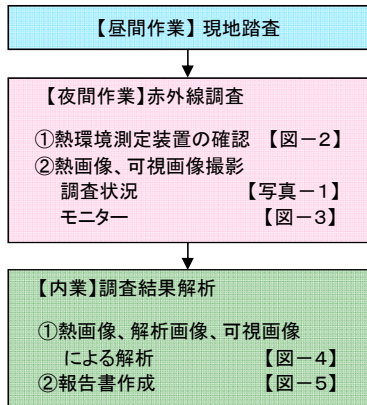 【昼間作業】 現地踏査
【夜間作業】赤外線調査
①熱環境測定装置の確認 【図－2】
②熱画像、可視画像撮影
調査状況 【写真－1】
モニター 【図－3】
【内業】調査結果解析
①熱画像、解析画像、可視画像
による解析 【図－4】
②報告書作成 【図－5】